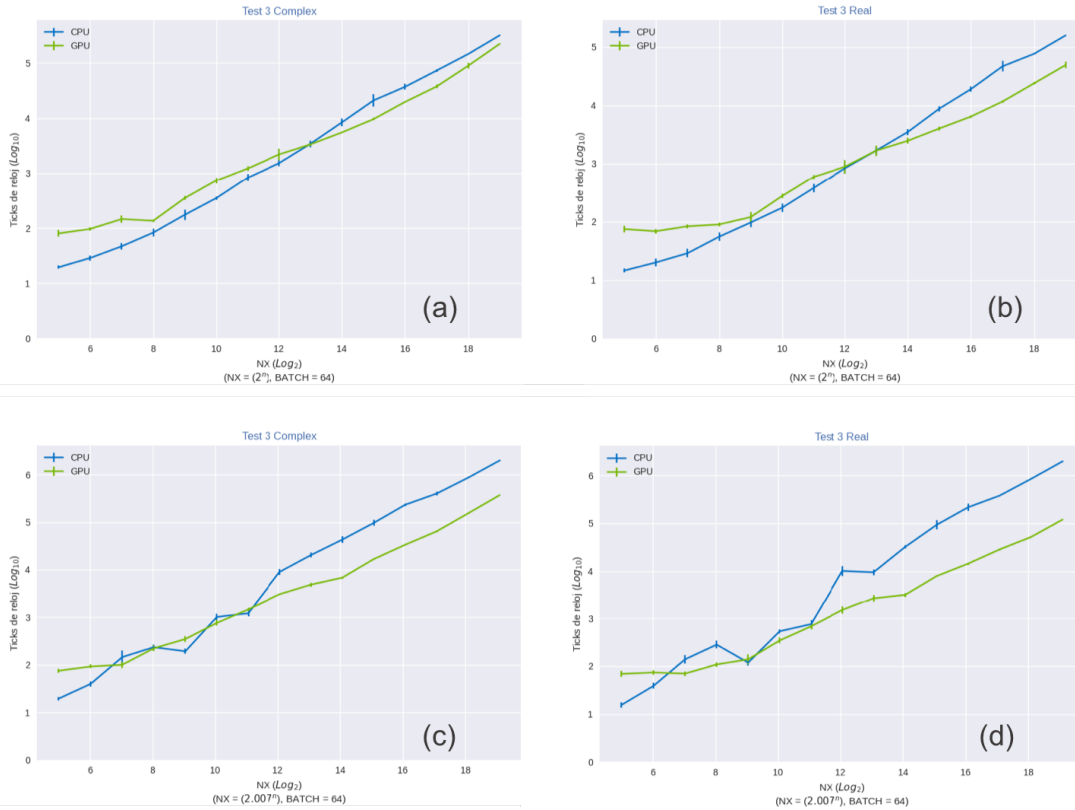 Test 3 Complex
CPU
GPU
Ticks de reloj (Log₁₀)
5
4
3
2
1
0
6 8 10 12 14 16 18
NX (Log₂)
(NX = (2ⁿ), BATCH = 64)
(a)
Test 3 Real
CPU
GPU
Ticks de reloj (Log₁₀)
5
4
3
2
1
0
6 8 10 12 14 16 18
NX (Log₂)
(NX = (2ⁿ), BATCH = 64)
(b)
Test 3 Complex
CPU
GPU
Ticks de reloj (Log₁₀)
6
5
4
3
2
1
0
6 8 10 12 14 16 18
NX (Log₂)
(NX = (2.007ⁿ), BATCH = 64)
(c)
Test 3 Real
CPU
GPU
Ticks de reloj (Log₁₀)
6
5
4
3
2
1
0
6 8 10 12 14 16 18
NX (Log₂)
(NX = (2.007ⁿ), BATCH = 64)
(d)